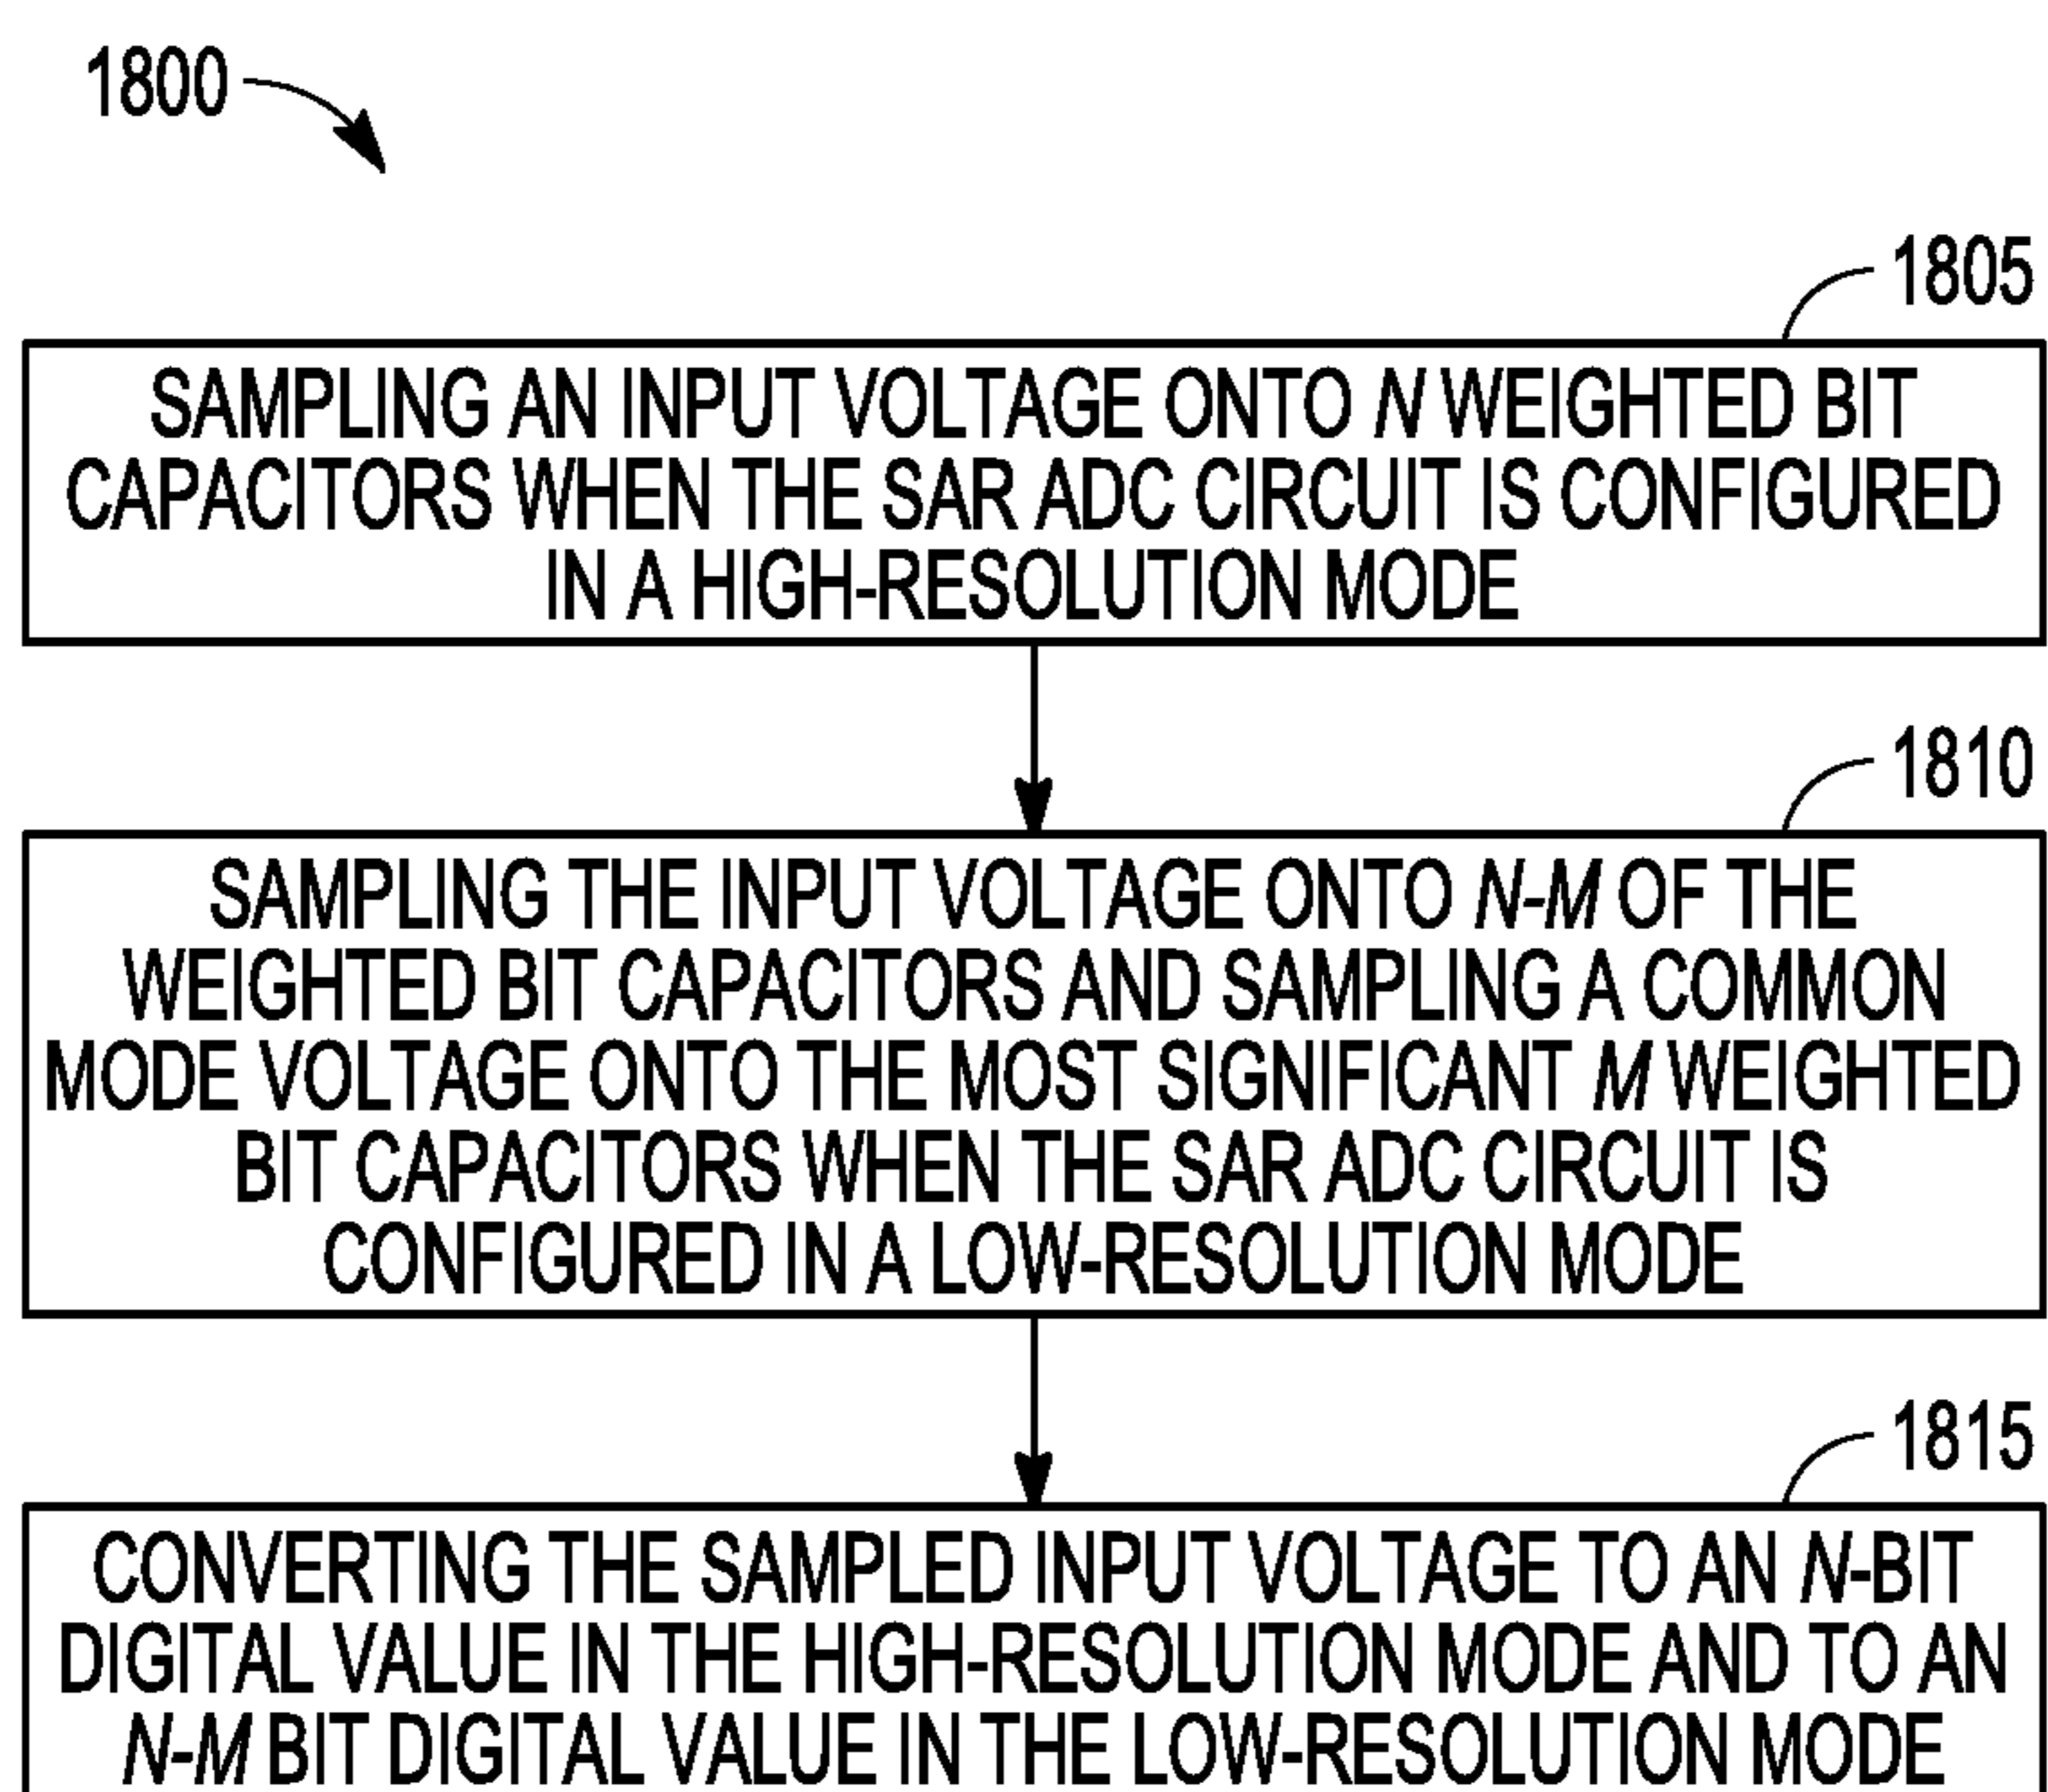 1800
1805
SAMPLING AN INPUT VOLTAGE ONTO N WEIGHTED BIT
CAPACITORS WHEN THE SAR ADC CIRCUIT IS CONFIGURED
IN A HIGH-RESOLUTION MODE
1810
SAMPLING THE INPUT VOLTAGE ONTO N-M OF THE
WEIGHTED BIT CAPACITORS AND SAMPLING A COMMON
MODE VOLTAGE ONTO THE MOST SIGNIFICANT M WEIGHTED
BIT CAPACITORS WHEN THE SAR ADC CIRCUIT IS
CONFIGURED IN A LOW-RESOLUTION MODE
1815
CONVERTING THE SAMPLED INPUT VOLTAGE TO AN N-BIT
DIGITAL VALUE IN THE HIGH-RESOLUTION MODE AND TO AN
N-M BIT DIGITAL VALUE IN THE LOW-RESOLUTION MODE